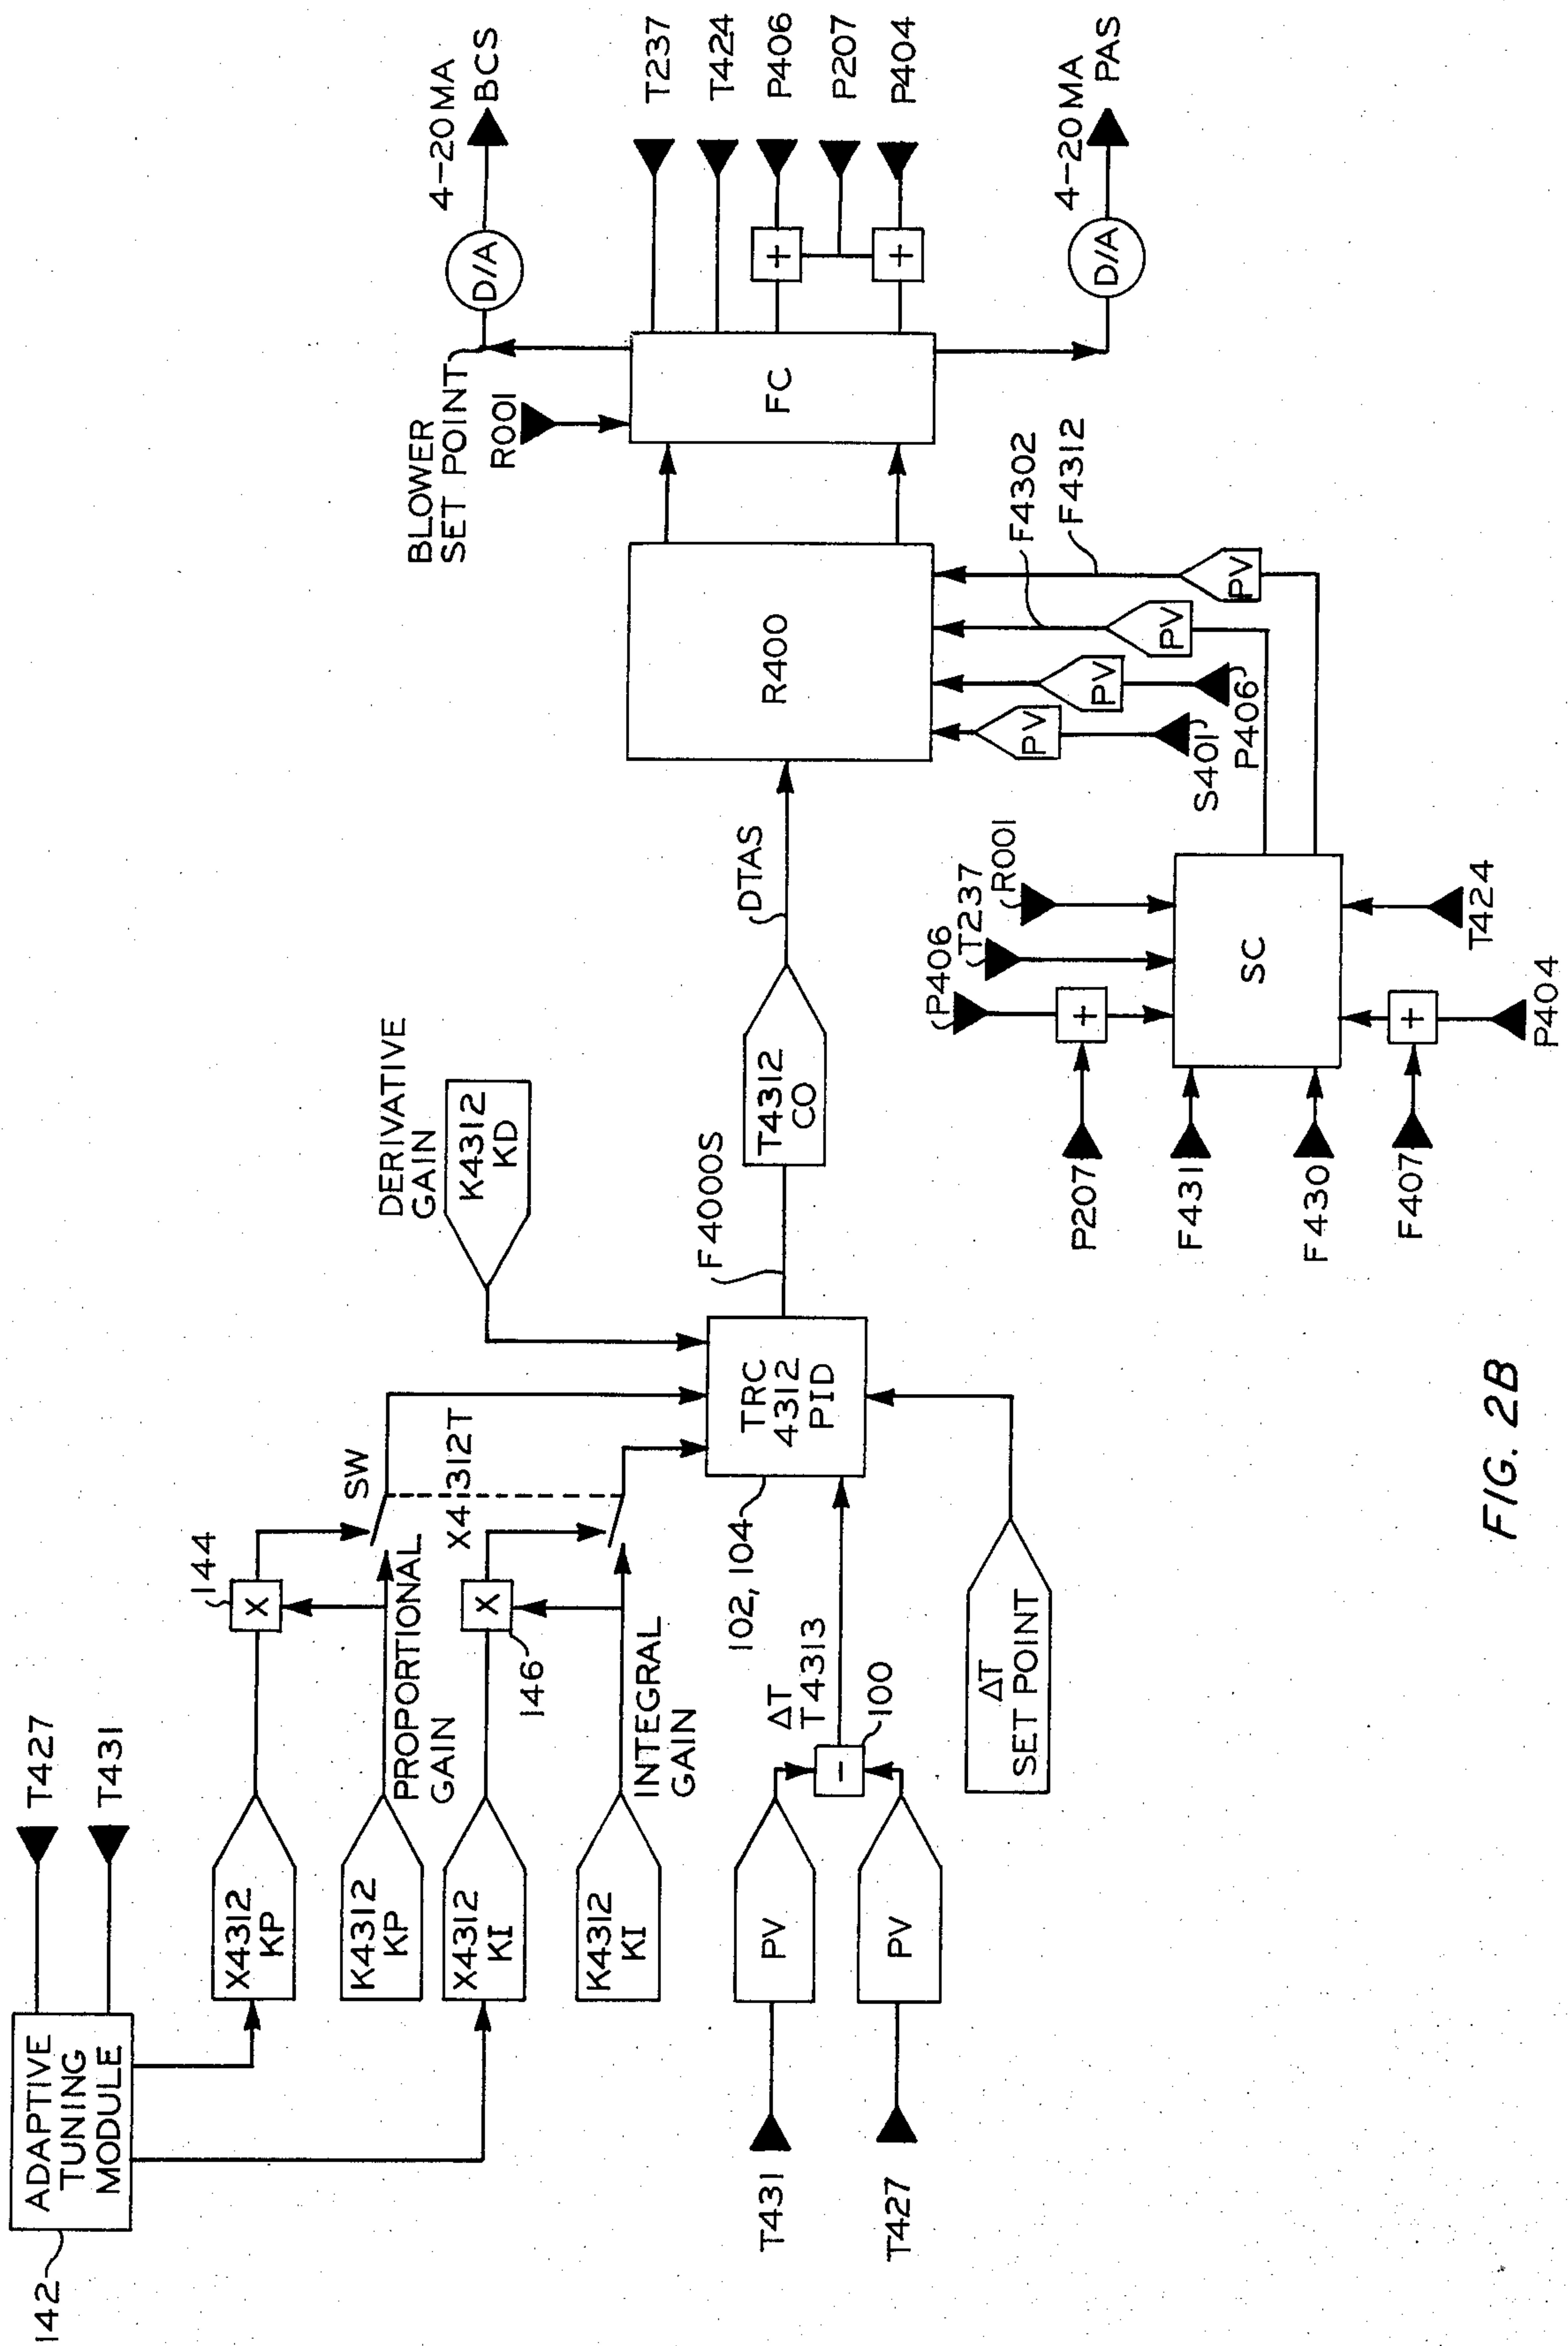 142
ADAPTIVE
TUNING
MODULE
T427
T431
X4312
KP
K4312
KP
X4312
KI
K4312
KI
144
X
PROPORTIONAL
GAIN
X
146
INTEGRAL
GAIN
SW
X4312T
DERIVATIVE
GAIN
K4312
KD
T431
T427
PV
PV
ΔT
T4313
-
100
ΔT
SET POINT
102, 104
TRC
4312
PID
F4000S
T4312
CO
DTAS
R400
BLOWER
SET POINT
R001
FC
D/A
4-20MA
BCS
T237
T424
P406
P207
P404
+
+
D/A
4-20MA
PAS
F4302
F4312
PV
PV
PV
PV
S401
P406
P406
T237
R001
+
P207
F431
F430
F407
SC
+
T424
P404
FIG. 2B